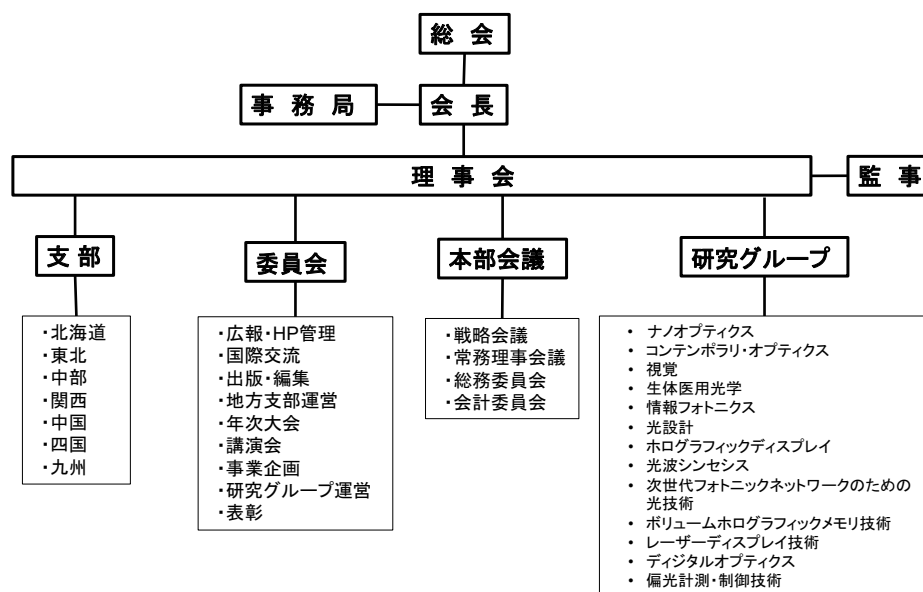 総 会
事 務 局
会 長
理 事 会
監 事
支 部
委員会
本部会議
研究グループ
・北海道
・東北
・中部
・関西
・中国
・四国
・九州
・広報・HP管理
・国際交流
・出版・編集
・地方支部運営
・年次大会
・講演会
・事業企画
・研究グループ運営
・表彰
・戦略会議
・常務理事会議
・総務委員会
・会計委員会
• ナノオプティクス
• コンテンポラリ・オプティクス
• 視覚
• 生体医用光学
• 情報フォトニクス
• 光設計
• ホログラフィックディスプレイ
• 光波シンセシス
• 次世代フォトニックネットワークのための
光技術
• ボリュームホログラフィックメモリ技術
• レーザーディスプレイ技術
• ディジタルオプティクス
• 偏光計測・制御技術